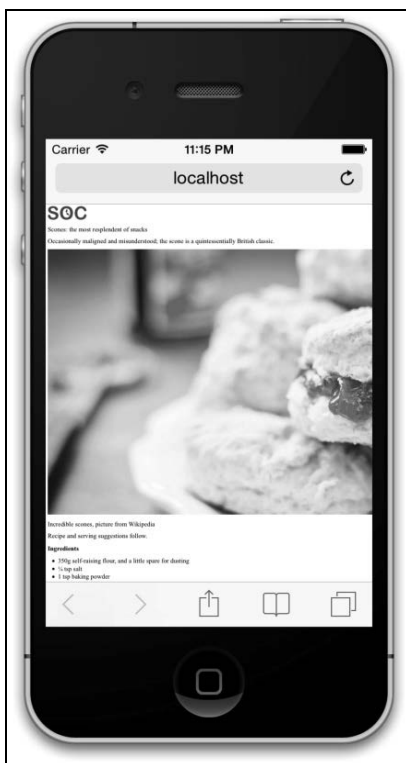 Carrier 11:15 PM
localhost
SOC
Scones: the most resplendent of snacks
Occasionally maligned and misunderstood; the scone is a quintessentially British classic.
Incredible scones, picture from Wikipedia
Recipe and serving suggestions follow.
Ingredients
• 350g self-raising flour, and a little spare for dusting
• ¼ tsp salt
• 1 tsp baking powder